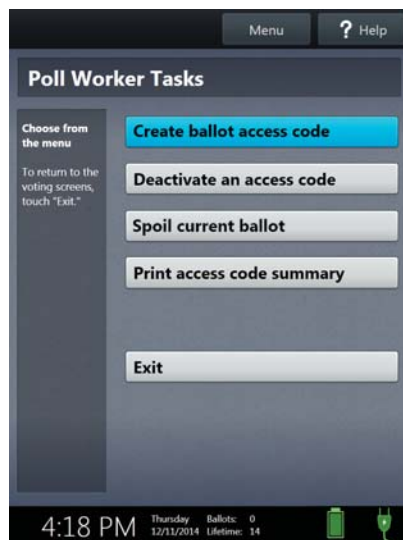 Menu
? Help
Poll Worker Tasks
Choose from
the menu
To return to the
voting screens,
touch "Exit."
Create ballot access code
Deactivate an access code
Spoil current ballot
Print access code summary
Exit
4:18 PM
Thursday Ballots: 0
12/11/2014 Lifetime: 14